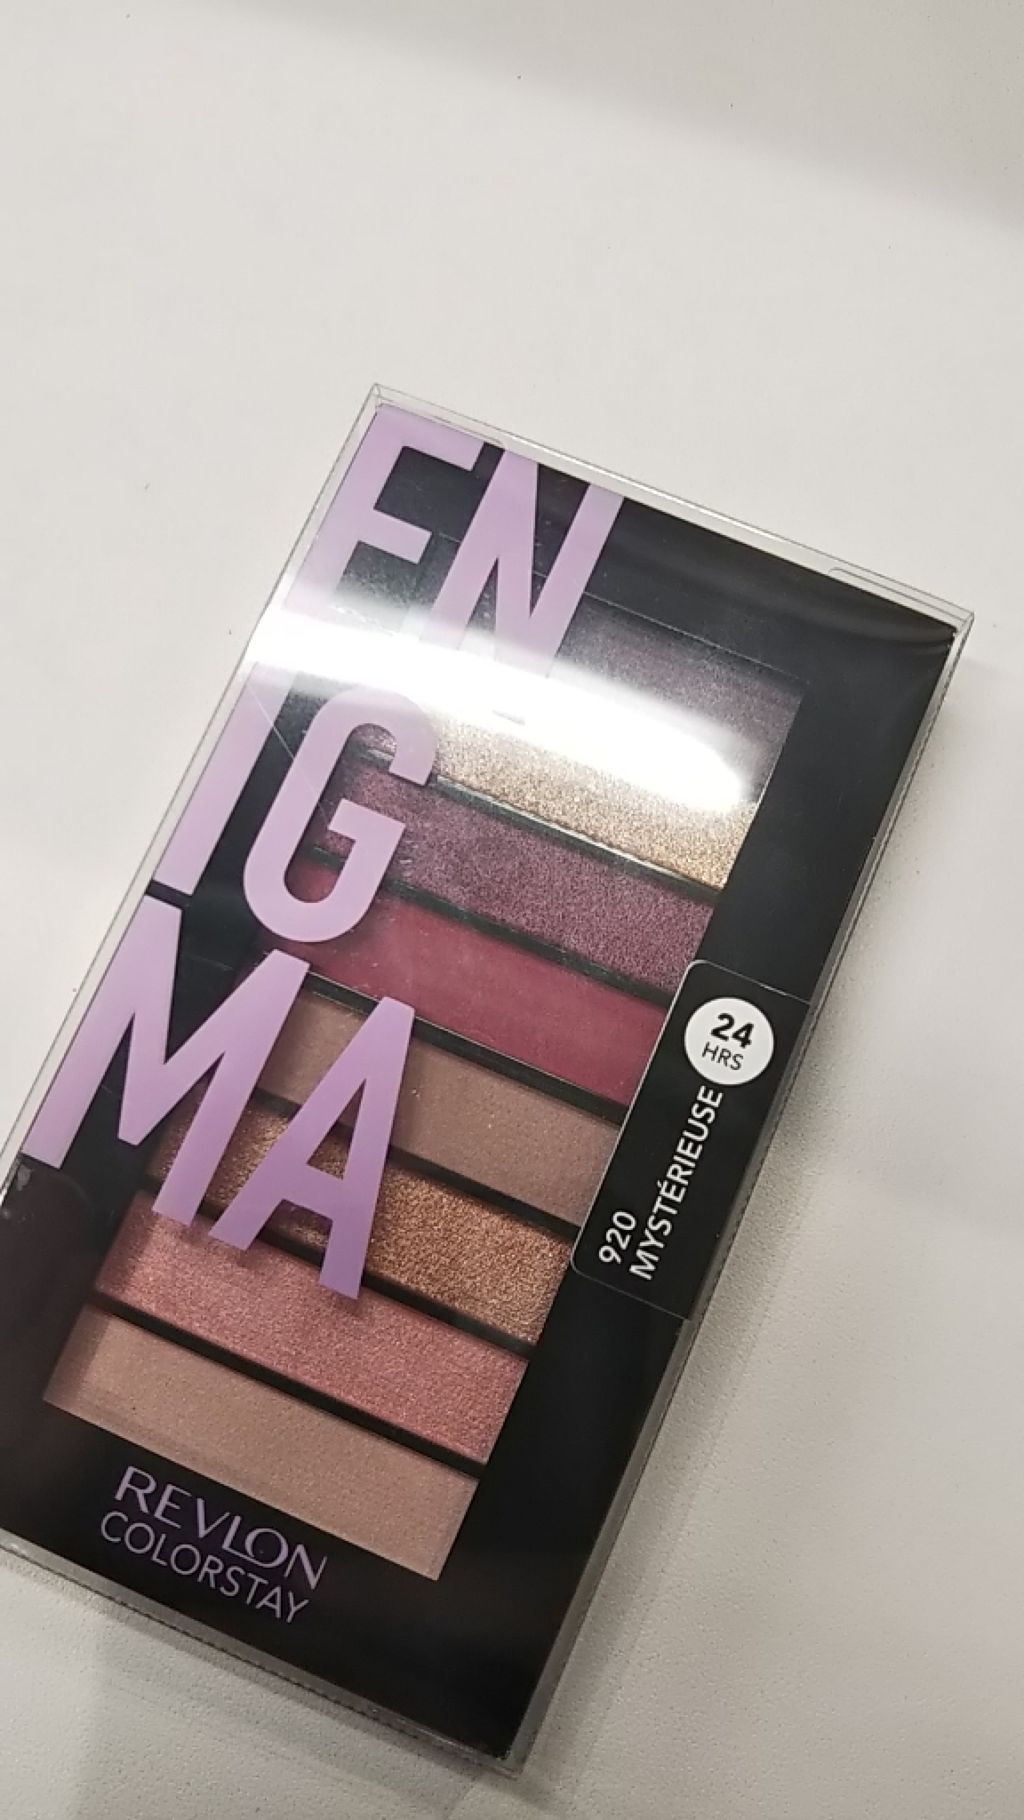 EN
IG
MA
24
HRS
920
MYSTÉRIEUSE
REVLON
COLORSTAY